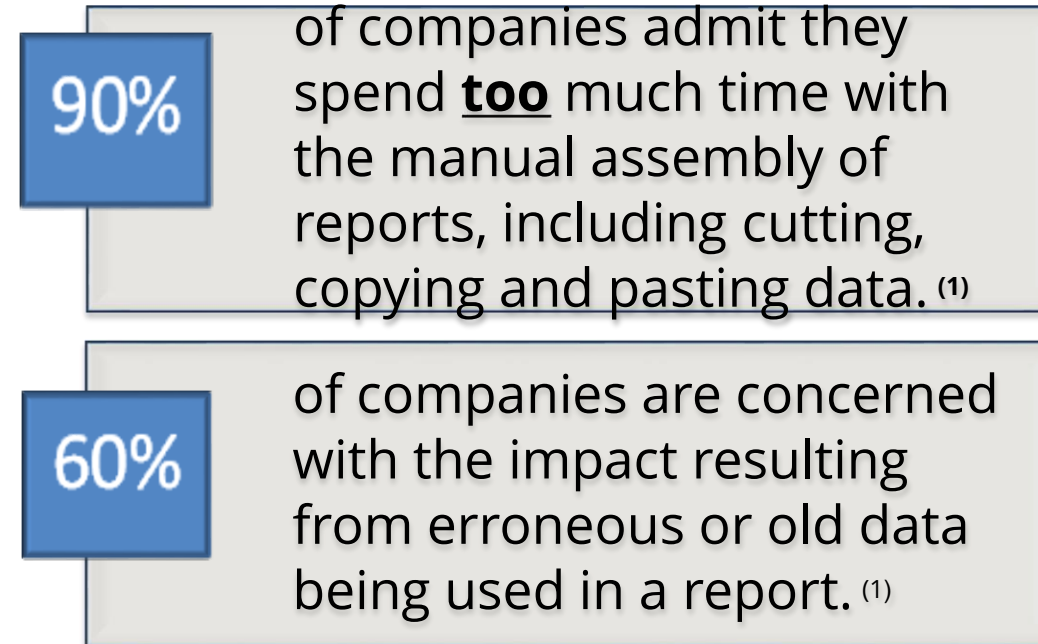 90%
of companies admit they
spend too much time with
the manual assembly of
reports, including cutting,
copying and pasting data. (1)
60%
of companies are concerned
with the impact resulting
from erroneous or old data
being used in a report. (1)